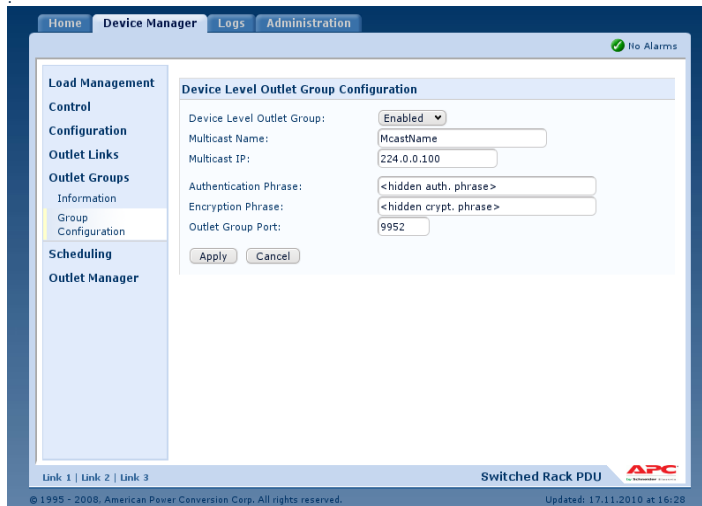 Home Device Manager Logs Administration
No Alarms
Load Management
Control
Configuration
Outlet Links
Outlet Groups
Information
Group
Configuration
Scheduling
Outlet Manager
Device Level Outlet Group Configuration
Device Level Outlet Group: Enabled
Multicast Name: McastName
Multicast IP: 224.0.0.100
Authentication Phrase: <hidden auth. phrase>
Encryption Phrase: <hidden crypt. phrase>
Outlet Group Port: 9952
Apply Cancel
Link 1 | Link 2 | Link 3
Switched Rack PDU
APC
by Schneider Electric
© 1995 - 2008, American Power Conversion Corp. All rights reserved.
Updated: 17.11.2010 at 16:28